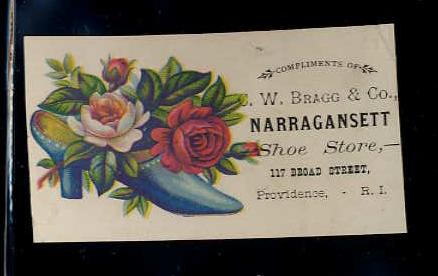 COMPLIMENTS OF
W. BRAGG & Co.,
NARRAGANSETT
Shoe Store,—
117 BROAD STREET,
Providence, - R. I.